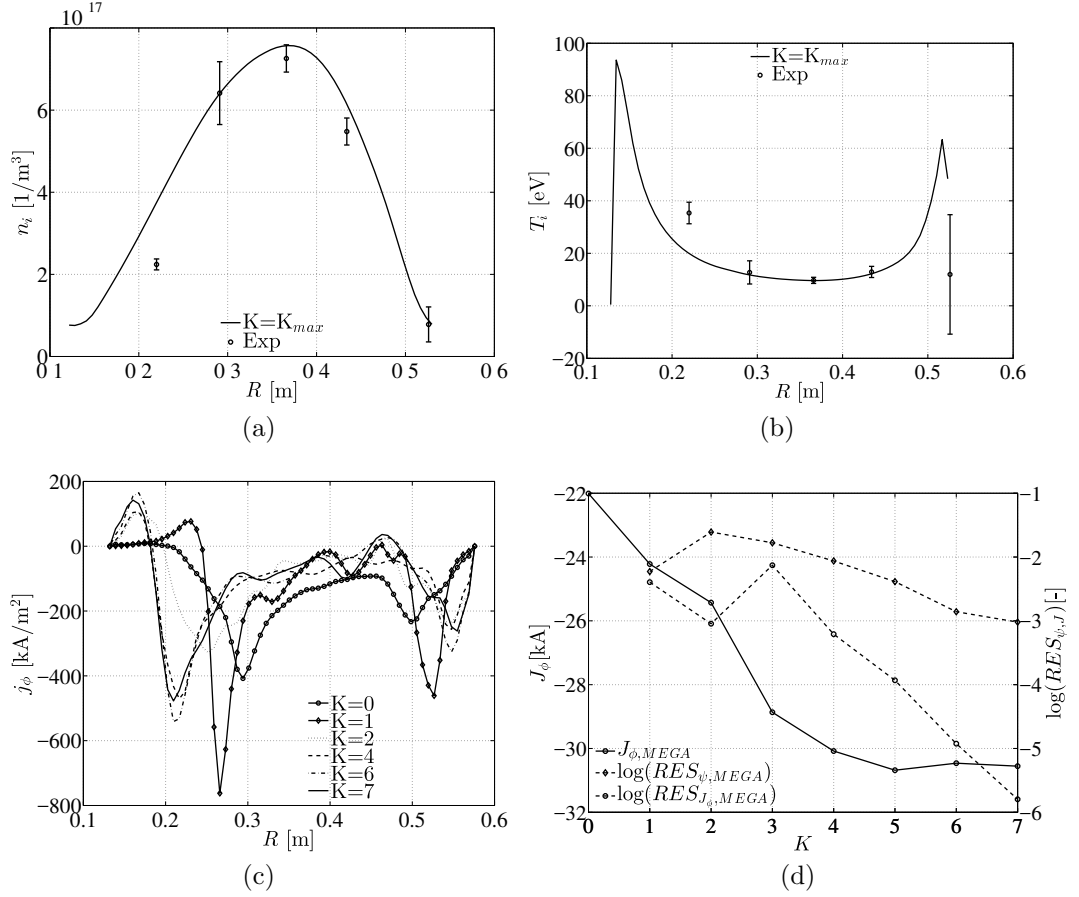 10 17
6
4
2
0
n_i [1/m^3]
0 1
0 2
0 3
0 4
0 5
0 6
R [m]
K=K_max
Exp
(a)
100
80
60
40
20
0
−20
T_i [eV]
0.1
0.2
0.3
0.4
0.5
0.6
R [m]
K=K_max
Exp
(b)
200
0
−200
−400
−600
−800
j_ϕ [kA/m^2]
0.1
0.2
0.3
0.4
0.5
0.6
R [m]
K=0
K=1
K=2
K=4
K=6
K=7
(c)
−22
−24
−26
−28
−30
−32
J_ϕ[kA]
−1
−2
−3
−4
−5
−6
log(RES_ψ,J) [-]
J_ϕ,MEGA
log(RES_ψ,MEGA)
log(RES_J_ϕ,MEGA)
0
1
2
3
4
5
6
7
K
(d)